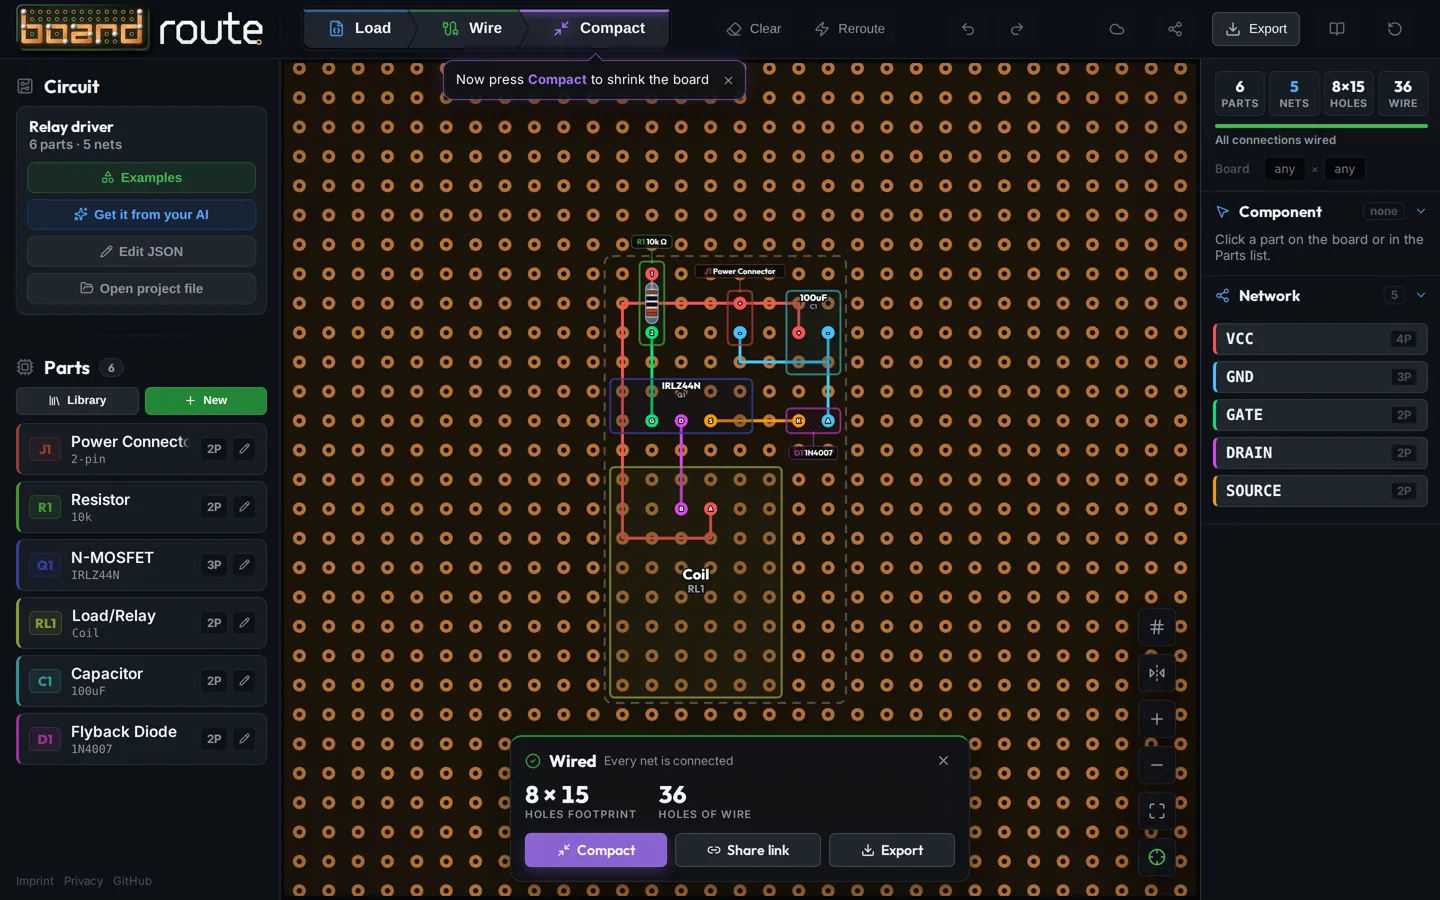 board route
Load
Wire
Compact
Clear
Reroute
Export
Now press Compact to shrink the board
Circuit
Relay driver
6 parts · 5 nets
Examples
Get it from your AI
Edit JSON
Open project file
Parts 6
Library
New
J1 Power Connecto 2P
2-pin
R1 Resistor 2P
10k
Q1 N-MOSFET 3P
IRLZ44N
RL1 Load/Relay 2P
Coil
C1 Capacitor 2P
100uF
D1 Flyback Diode 2P
1N4007
Imprint Privacy GitHub
R1 10k Ω
J1 Power Connector
1
100uF
C1
2
IRLZ44N
Q1
G D S K A
D1 1N4007
B A
Coil
RL1
Wired Every net is connected
8 × 15 36
HOLES FOOTPRINT HOLES OF WIRE
Compact
Share link
Export
6 5 8×15 36
PARTS NETS HOLES WIRE
All connections wired
Board any × any
Component none
Click a part on the board or in the
Parts list.
Network 5
VCC 4P
GND 3P
GATE 2P
DRAIN 2P
SOURCE 2P